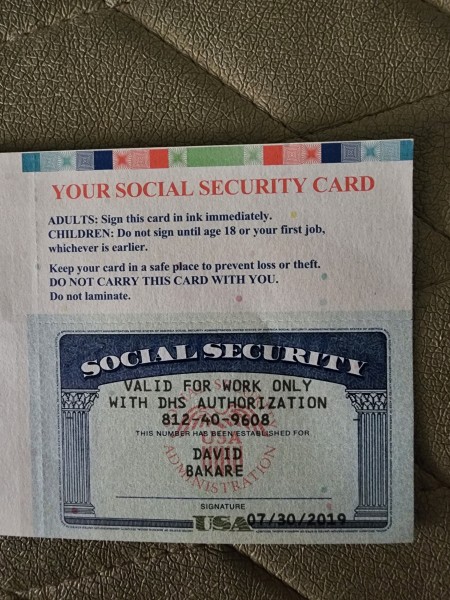 YOUR SOCIAL SECURITY CARD
ADULTS: Sign this card in ink immediately.
CHILDREN: Do not sign until age 18 or your first job,
whichever is earlier.
Keep your card in a safe place to prevent loss or theft.
DO NOT CARRY THIS CARD WITH YOU.
Do not laminate.
SOCIAL SECURITY
VALID FOR WORK ONLY
WITH DHS AUTHORIZATION
812-40-9608
THIS NUMBER HAS BEEN ESTABLISHED FOR
DAVID
BAKARE
USA
ADMINISTRATION
SIGNATURE
USA 07/30/2019